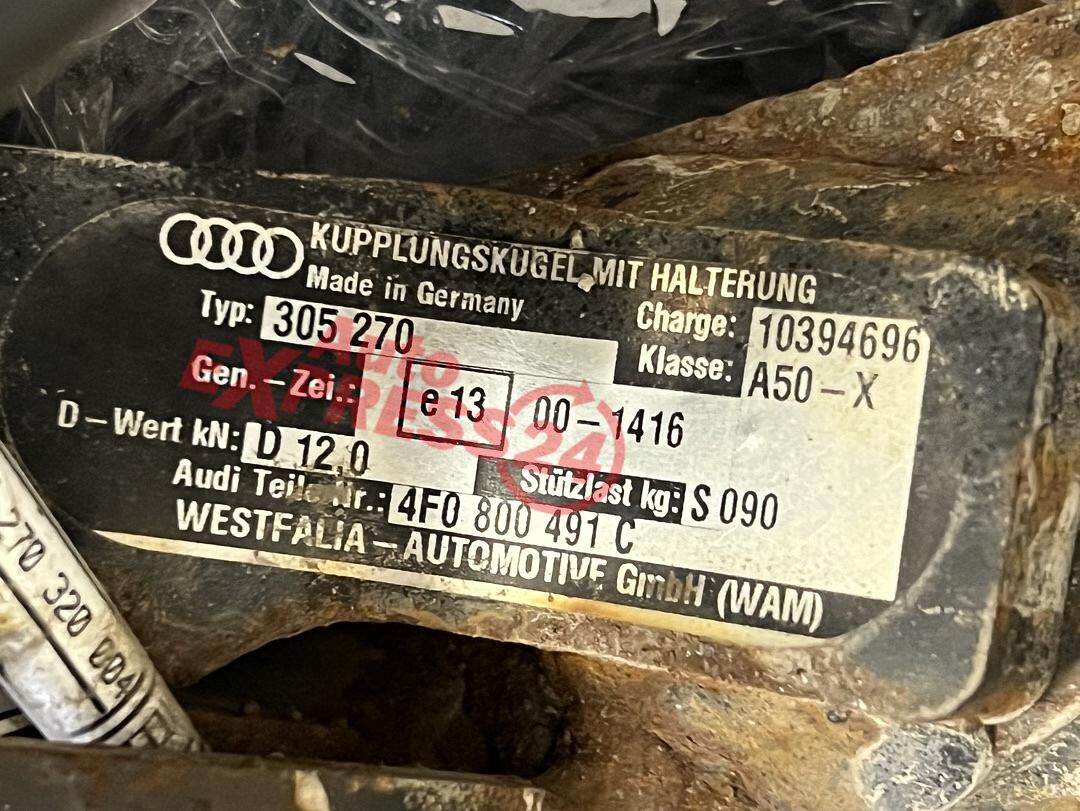 KUPPLUNGSKUGEL MIT HALTERUNG
Made in Germany
Typ: 305 270
Charge: 10394696
Klasse: A50-X
Gen.-Zei.: e 13 00-1416
D-Wert kN: D 12,0
Stützlast kg: S 090
Audi Teile Nr.: 4F0 800 491 C
WESTFALIA-AUTOMOTIVE GmbH (WAM)
Auto
EXPRESS24
270 320 004